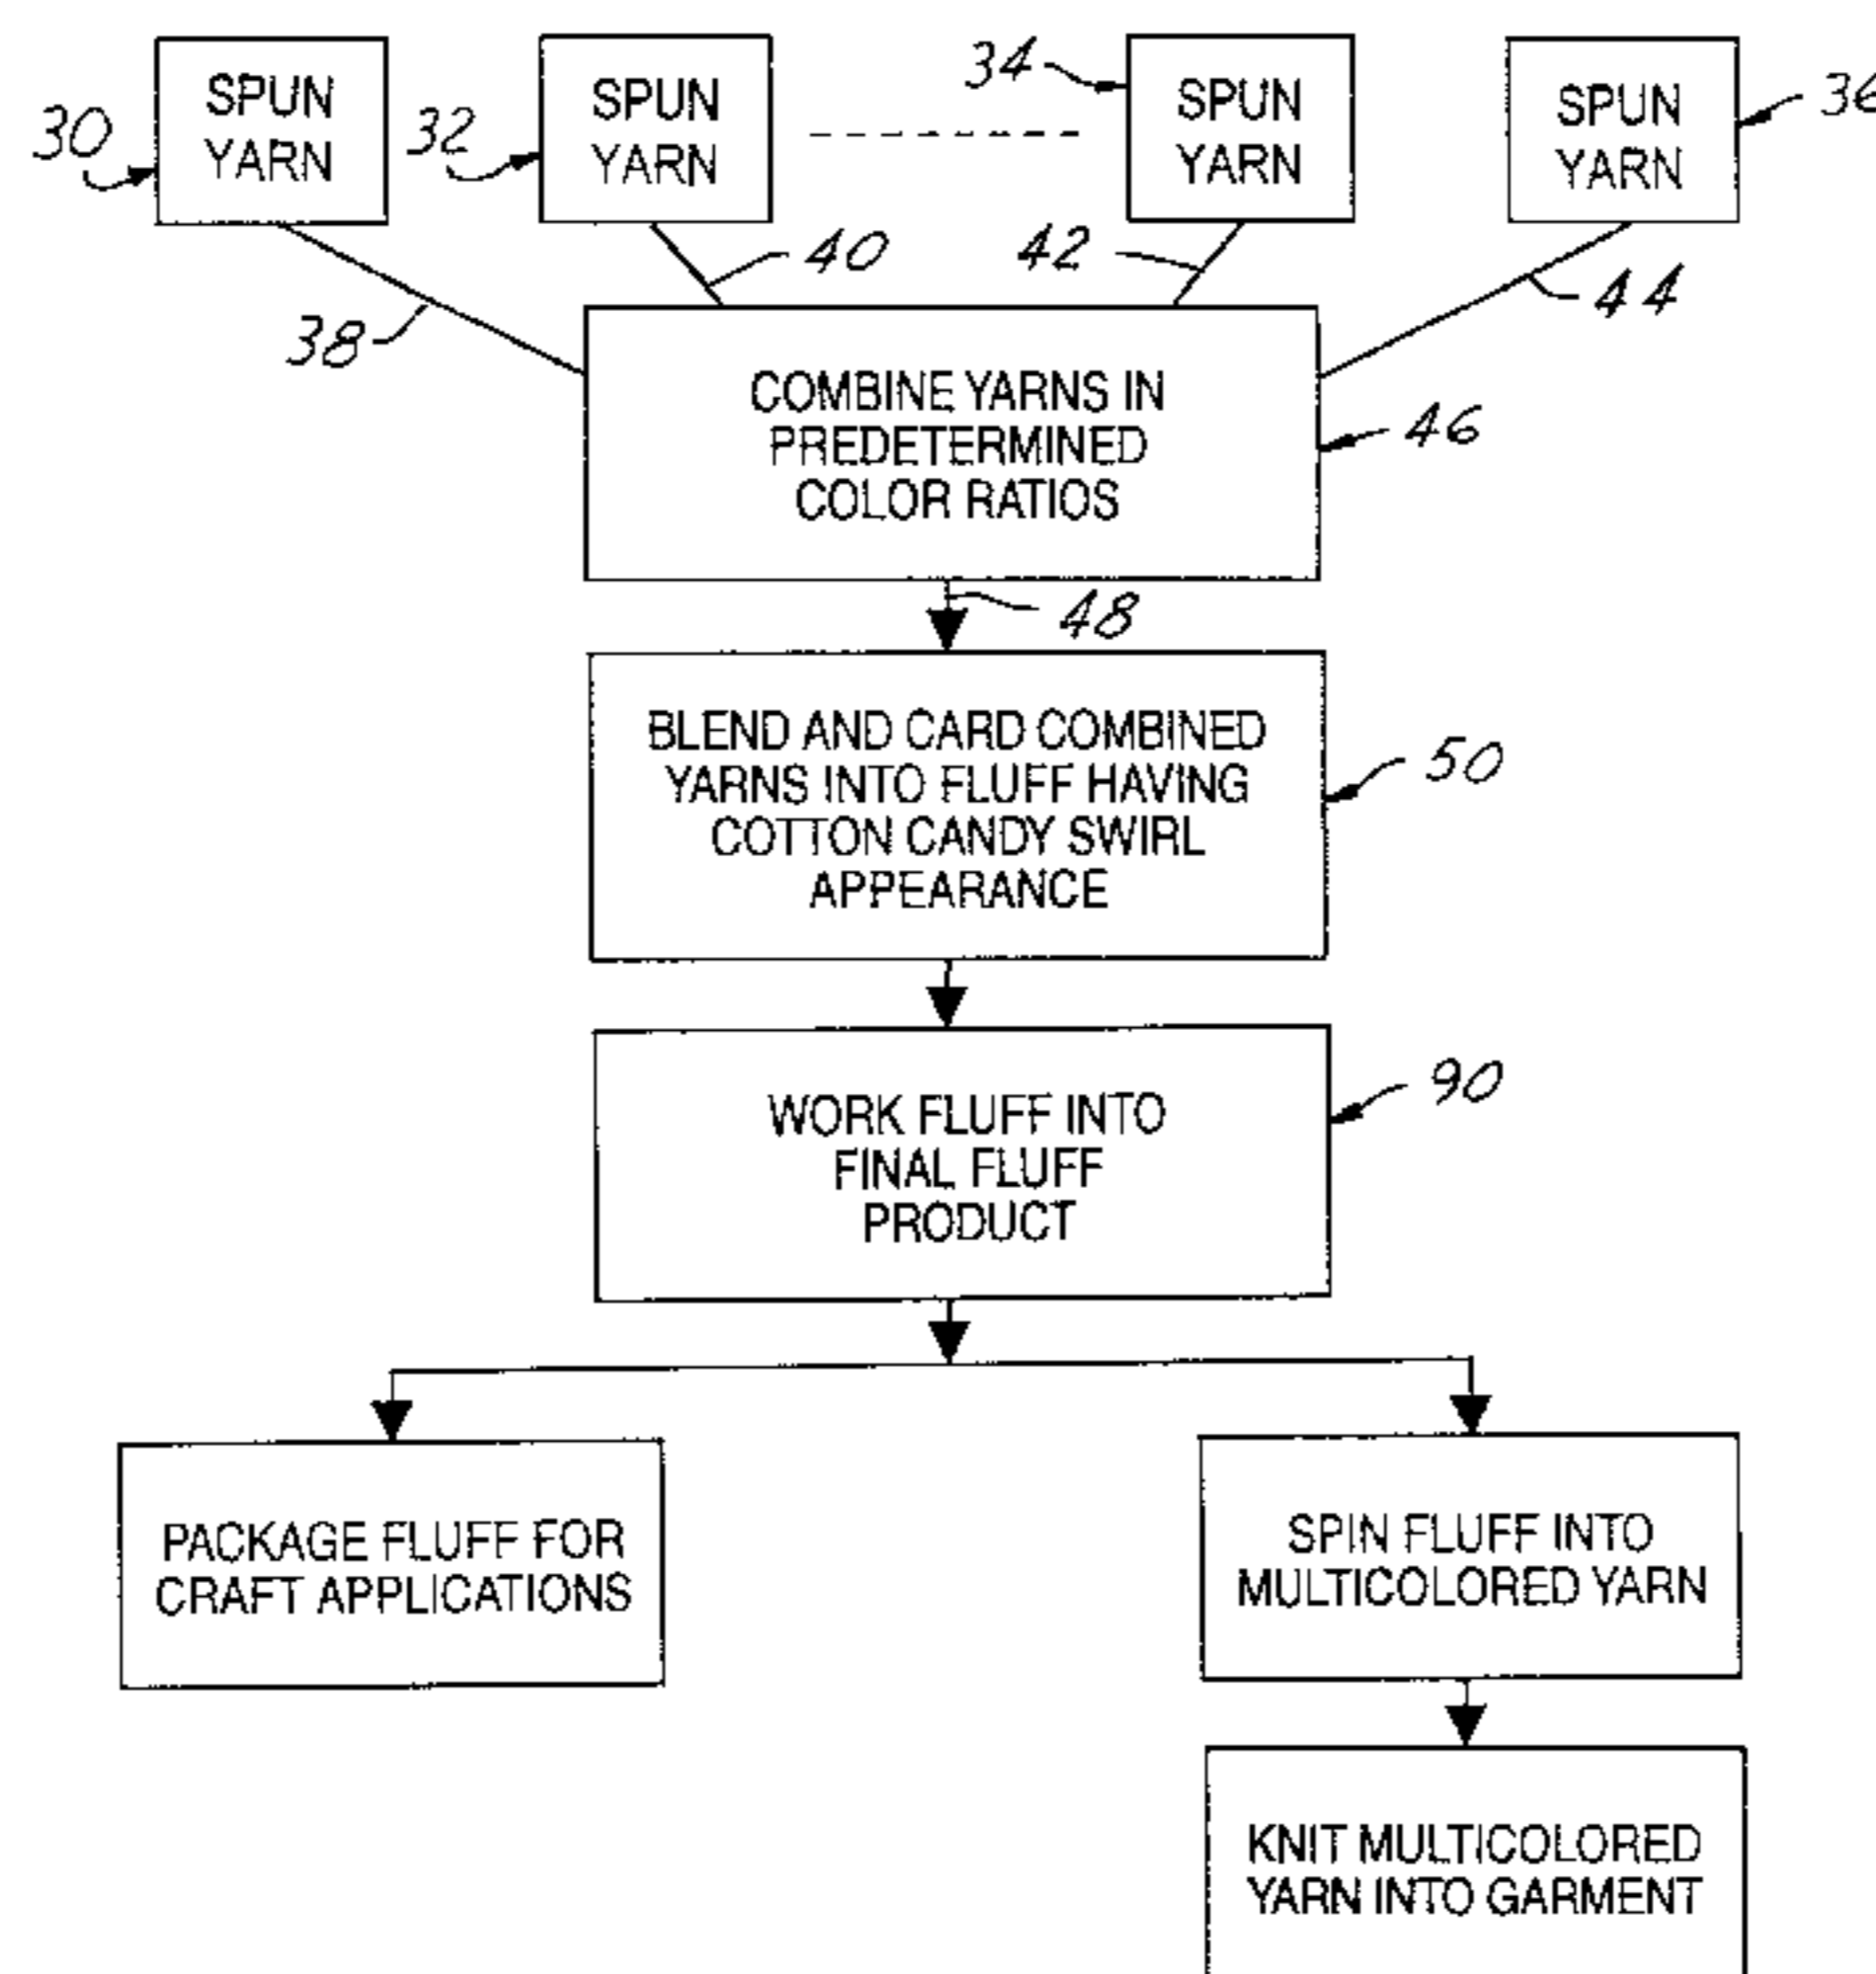 30
SPUN
YARN
32
SPUN
YARN
34
SPUN
YARN
SPUN
YARN
36
38
40
42
44
COMBINE YARNS IN
PREDETERMINED
COLOR RATIOS
46
48
BLEND AND CARD COMBINED
YARNS INTO FLUFF HAVING
COTTON CANDY SWIRL
APPEARANCE
50
WORK FLUFF INTO
FINAL FLUFF
PRODUCT
90
PACKAGE FLUFF FOR
CRAFT APPLICATIONS
SPIN FLUFF INTO
MULTICOLORED YARN
KNIT MULTICOLORED
YARN INTO GARMENT